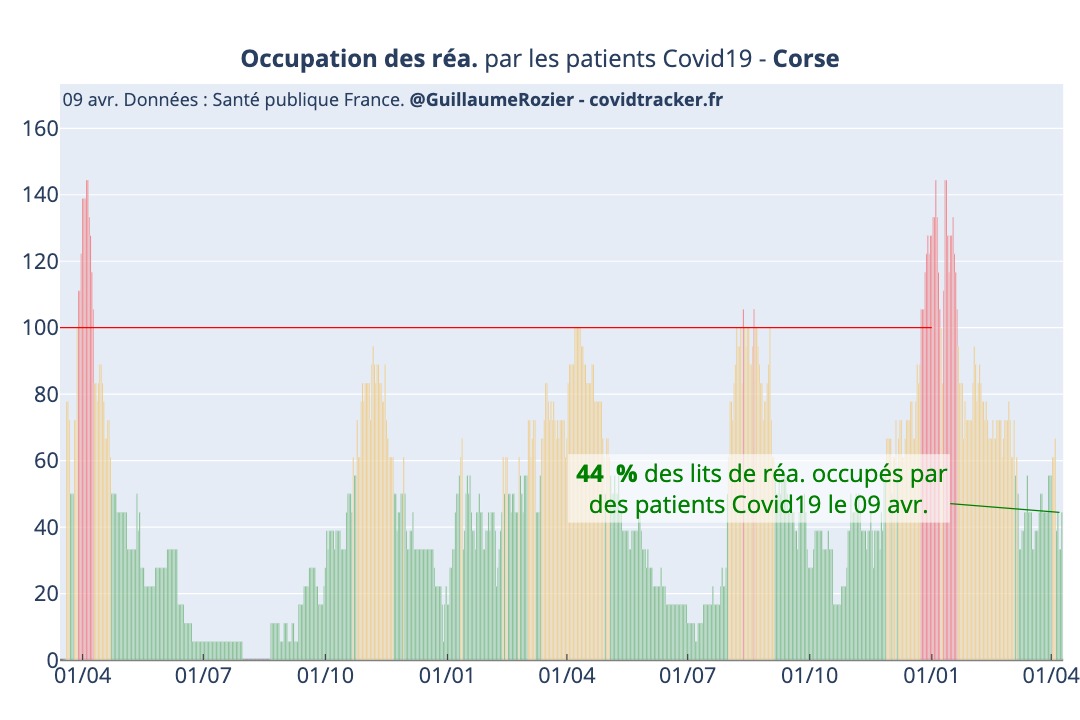 Occupation des réa. par les patients Covid19 - Corse
09 avr. Données : Santé publique France. @GuillaumeRozier - covidtracker.fr
160
140
120
100
80
60
44 % des lits de réa. occupés par
des patients Covid19 le 09 avr.
40
20
0
01/04 01/07 01/10 01/01 01/04 01/07 01/10 01/01 01/04